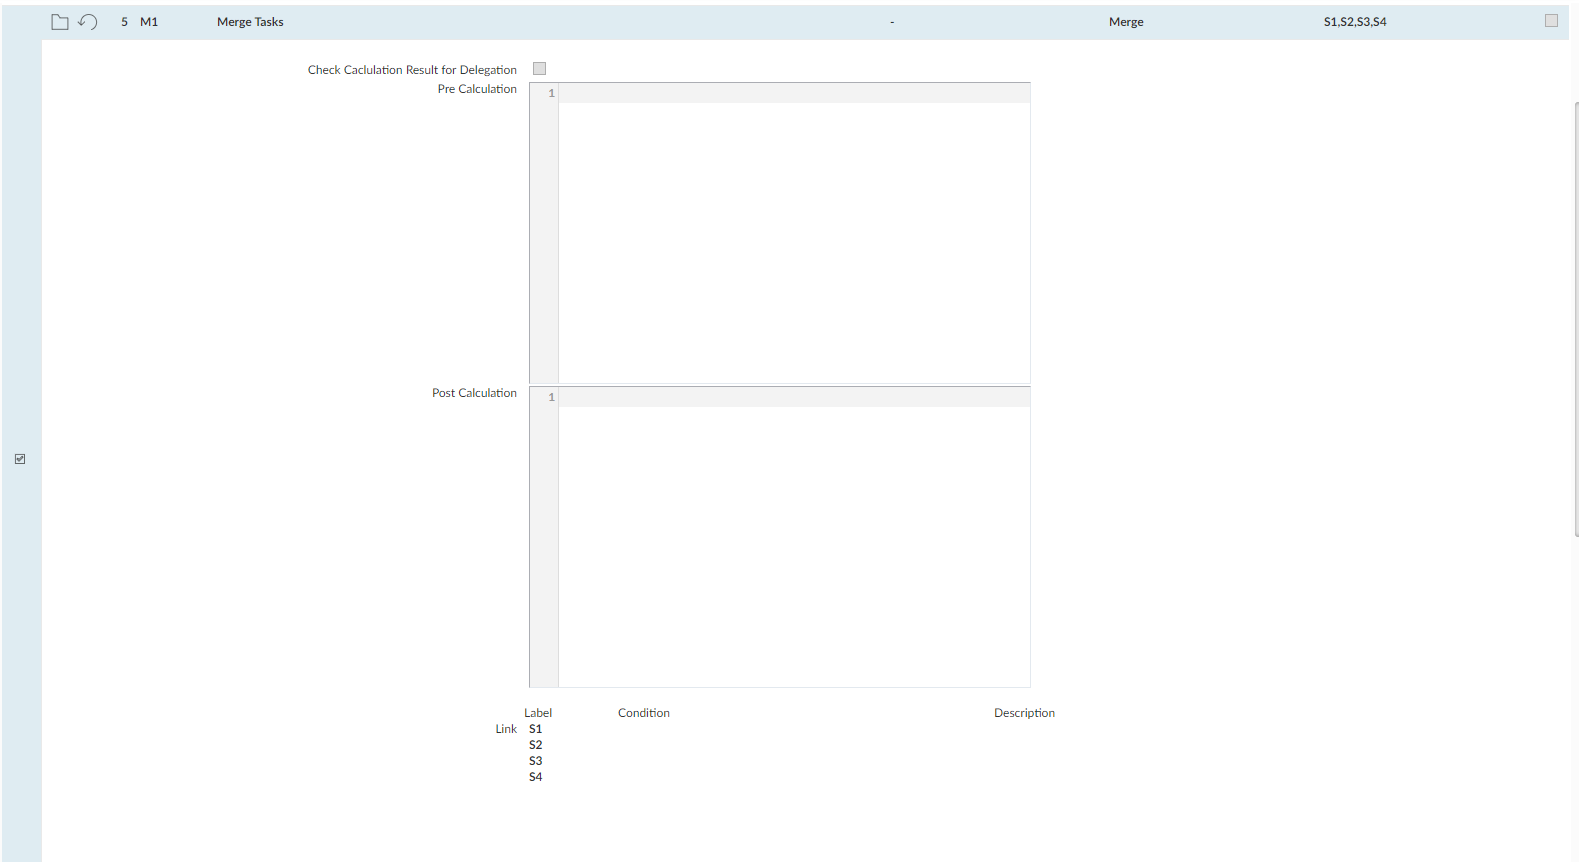 5 M1 Merge Tasks - Merge S1,S2,S3,S4
Check Caclulation Result for Delegation
Pre Calculation
1
Post Calculation
1
Label Condition Description
Link S1
S2
S3
S4